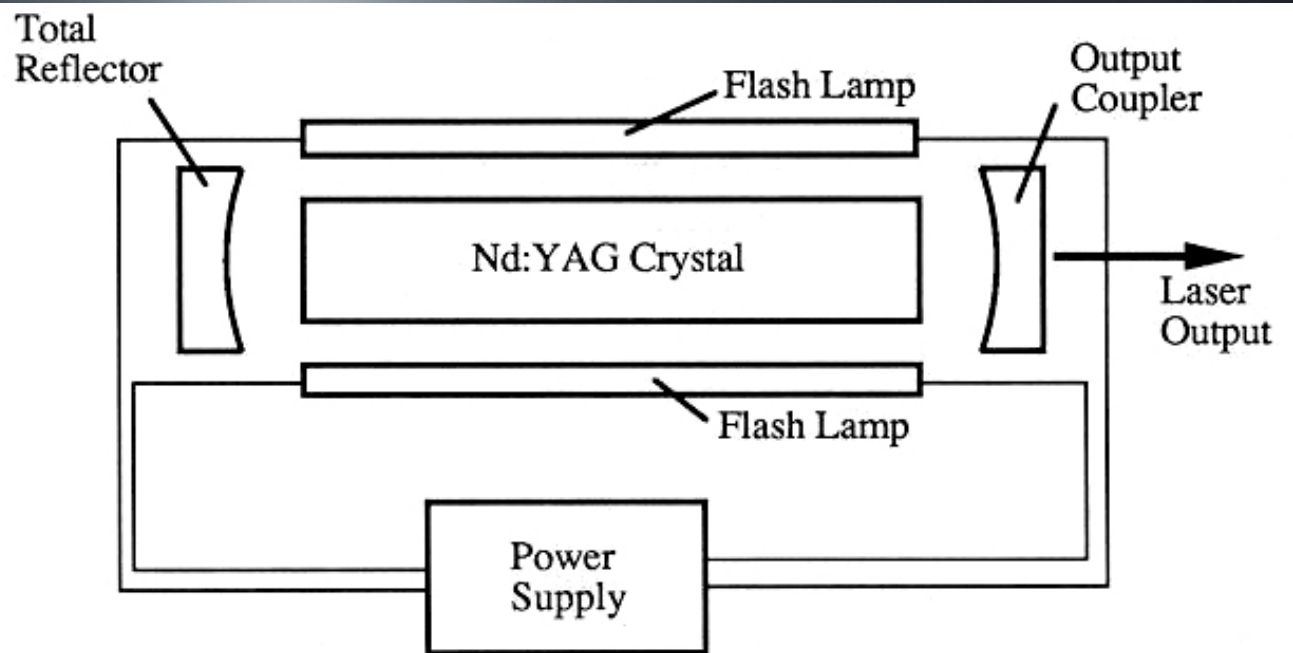 Total
Reflector
Flash Lamp
Output
Coupler
Nd:YAG Crystal
Laser
Output
Flash Lamp
Power
Supply